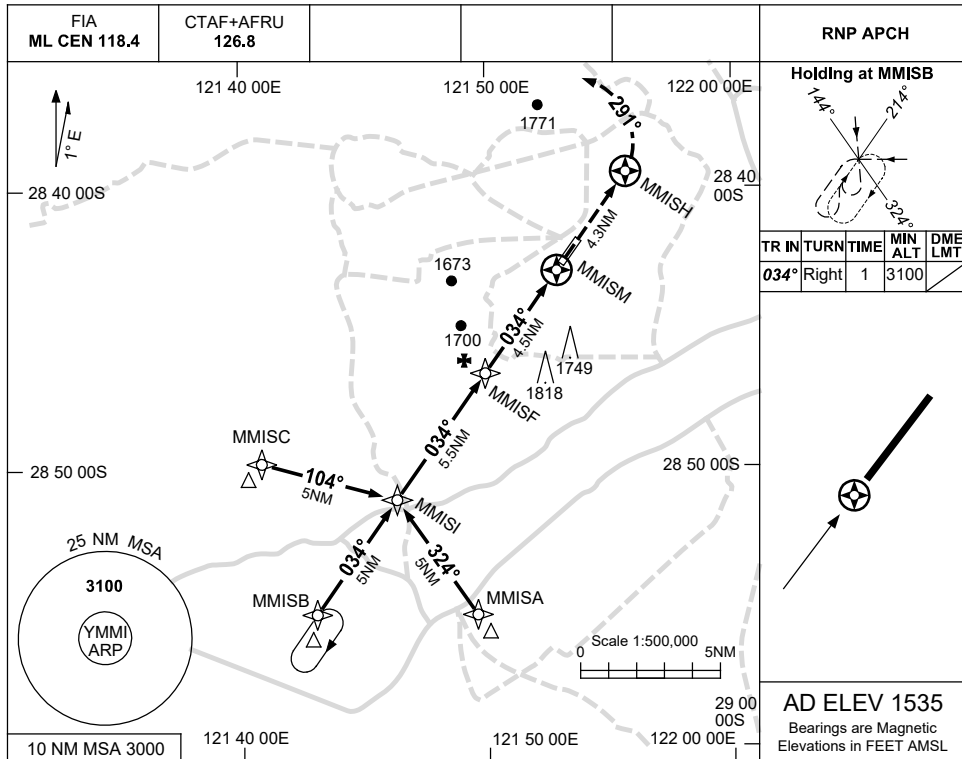 FIA
ML CEN 118.4
CTAF+AFRU
126.8
RNP APCH
121 40 00E
121 50 00E
122 00 00E
Holding at MMISB
144°
214°
324°
TR IN TURN TIME MIN ALT DME LMT
034° Right 1 3100
1° E
1771
291°
28 40 00S
28 40
00S
MMISH
4.3NM
MMISM
1673
1700
034°
4.5NM
1749
1818
MMISF
034°
5.5NM
MMISC
28 50 00S
28 50 00S
104°
5NM
MMISI
25 NM MSA
3100
YMMI
ARP
034°
5NM
324°
5NM
MMISB
MMISA
Scale 1:500,000
0 5NM
29 00
00S
10 NM MSA 3000
121 40 00E
121 50 00E
122 00 00E
AD ELEV 1535
Bearings are Magnetic
Elevations in FEET AMSL